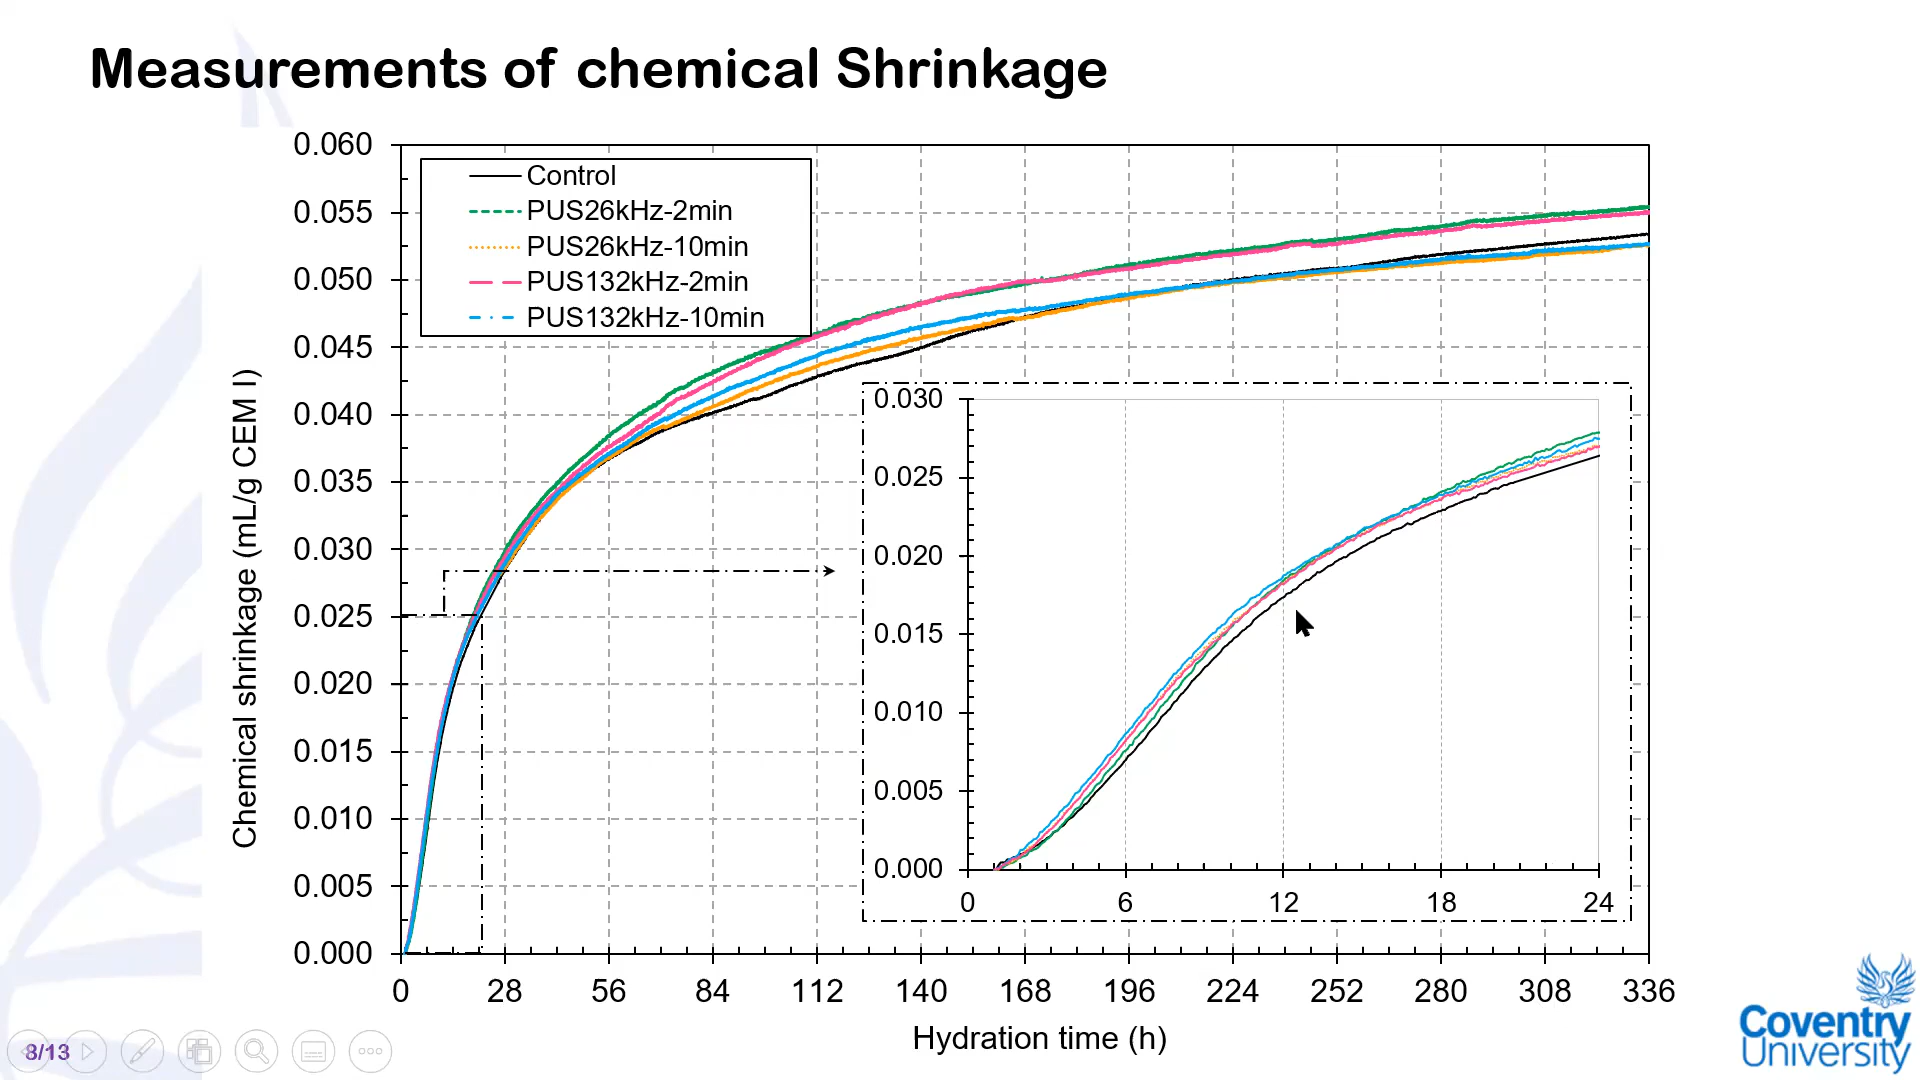 Measurements of chemical Shrinkage
0.060
0.055
0.050
0.045
0.040
0.035
0.030
0.025
0.020
0.015
0.010
0.005
0.000
Chemical shrinkage (mL/g CEM I)
Control
PUS26kHz-2min
PUS26kHz-10min
PUS132kHz-2min
PUS132kHz-10min
0.030
0.025
0.020
0.015
0.010
0.005
0.000
0 6 12 18 24
0 28 56 84 112 140 168 196 224 252 280 308 336
Hydration time (h)
8/13
Coventry
University